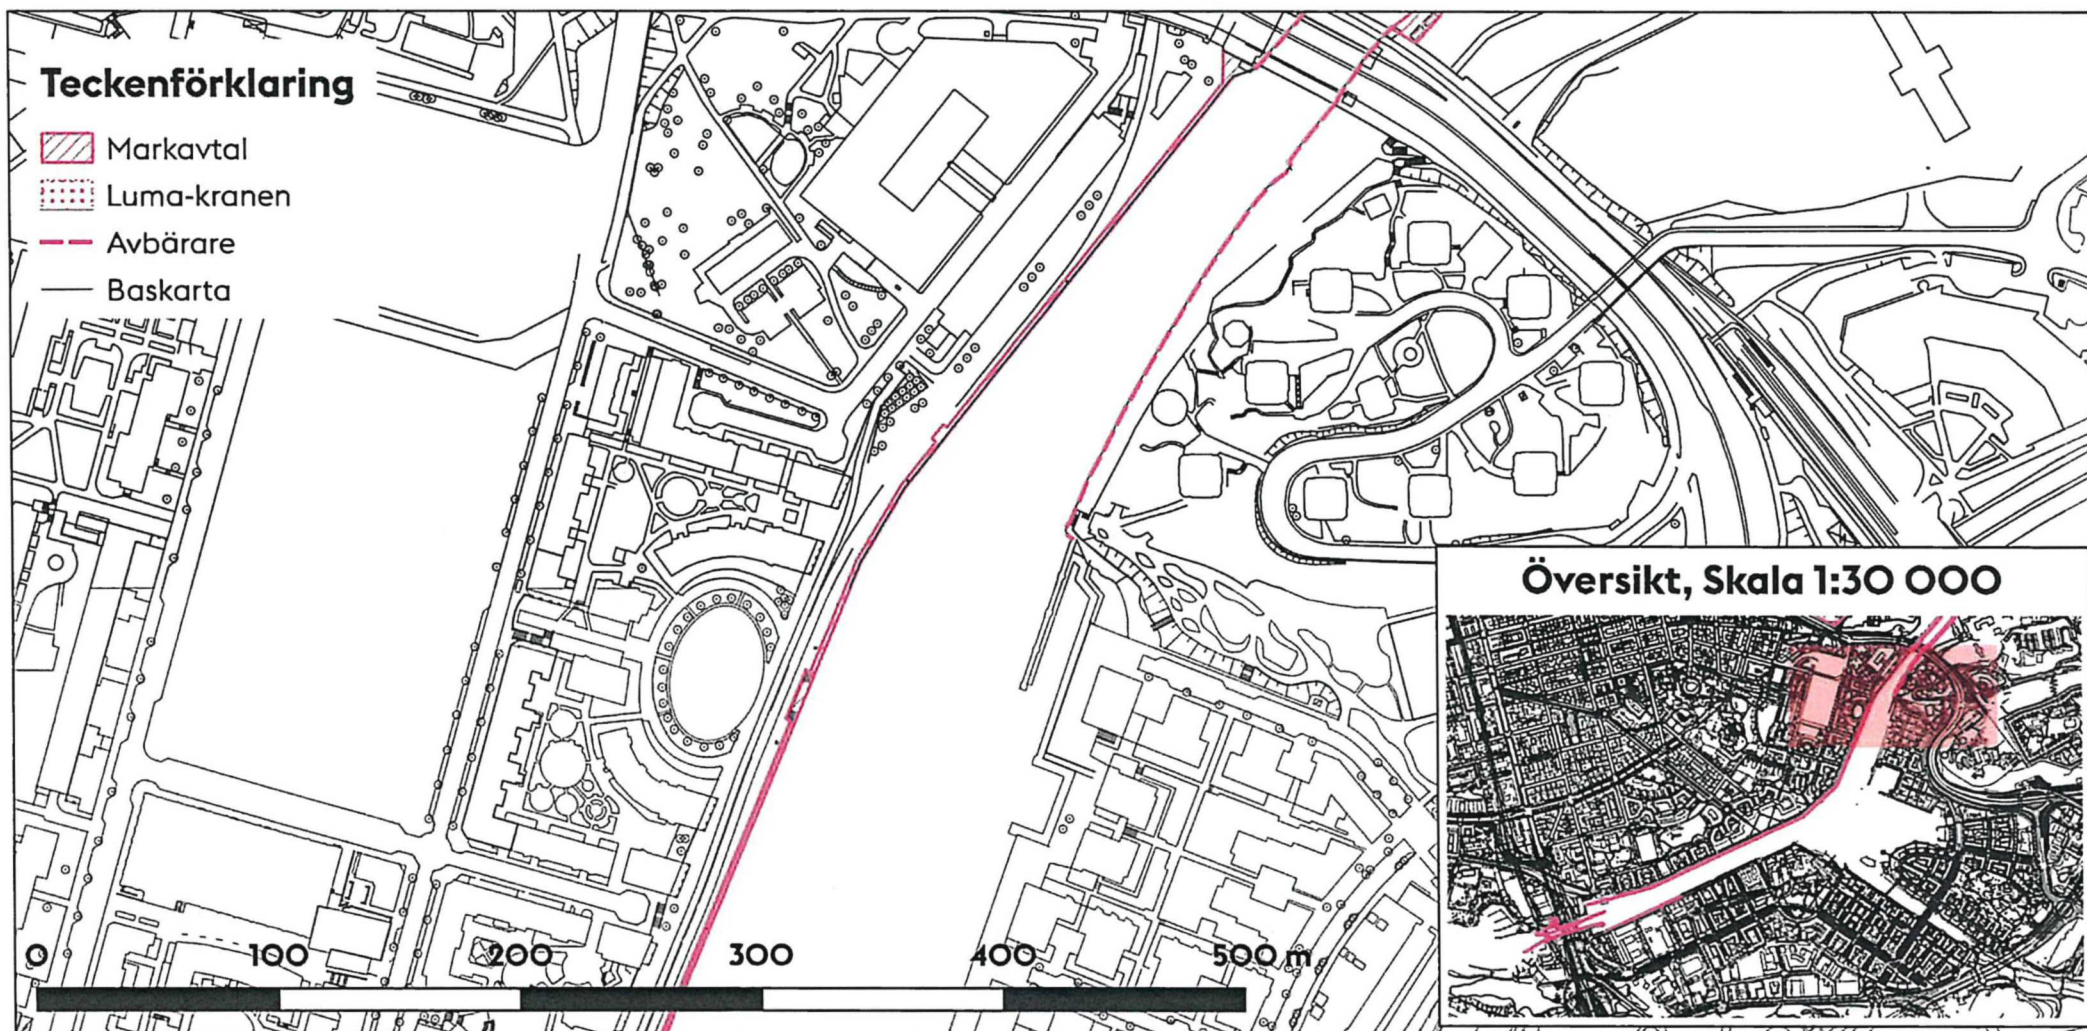 Teckenförklaring
Markavtal
Luma-kranen
Avbärare
Baskarta
Översikt, Skala 1:30 000
0 100 200 300 400 500 m